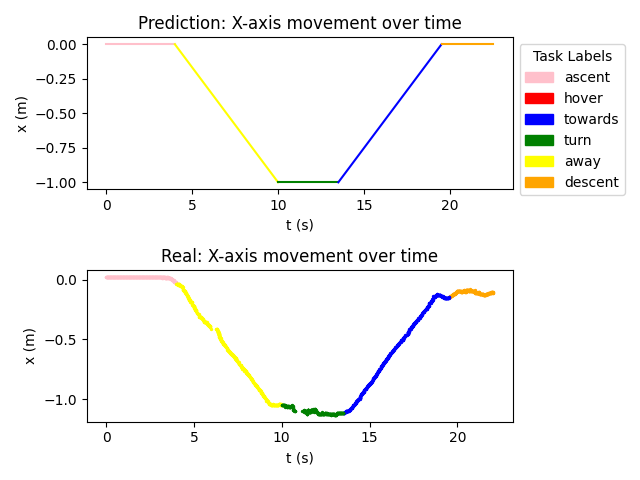 Prediction: X-axis movement over time
0.00
−0.25
−0.50
−0.75
−1.00
x (m)
0 5 10 15 20
t (s)
Task Labels
ascent
hover
towards
turn
away
descent
Real: X-axis movement over time
0.0
−0.5
−1.0
x (m)
0 5 10 15 20
t (s)